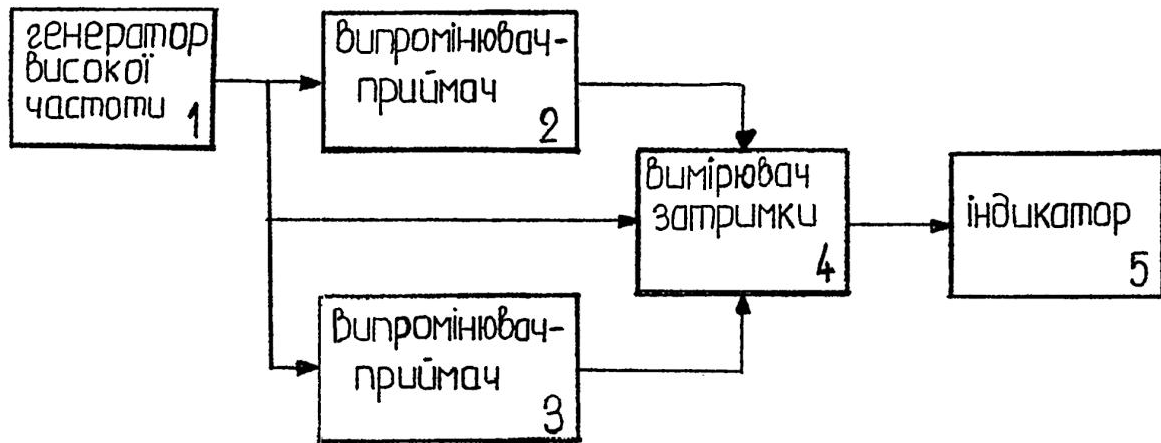 генератор
високої
частоти
1
випромінювач-
приймач
2
вимірювач
затримки
4
індикатор
5
випромінювач-
приймач
3